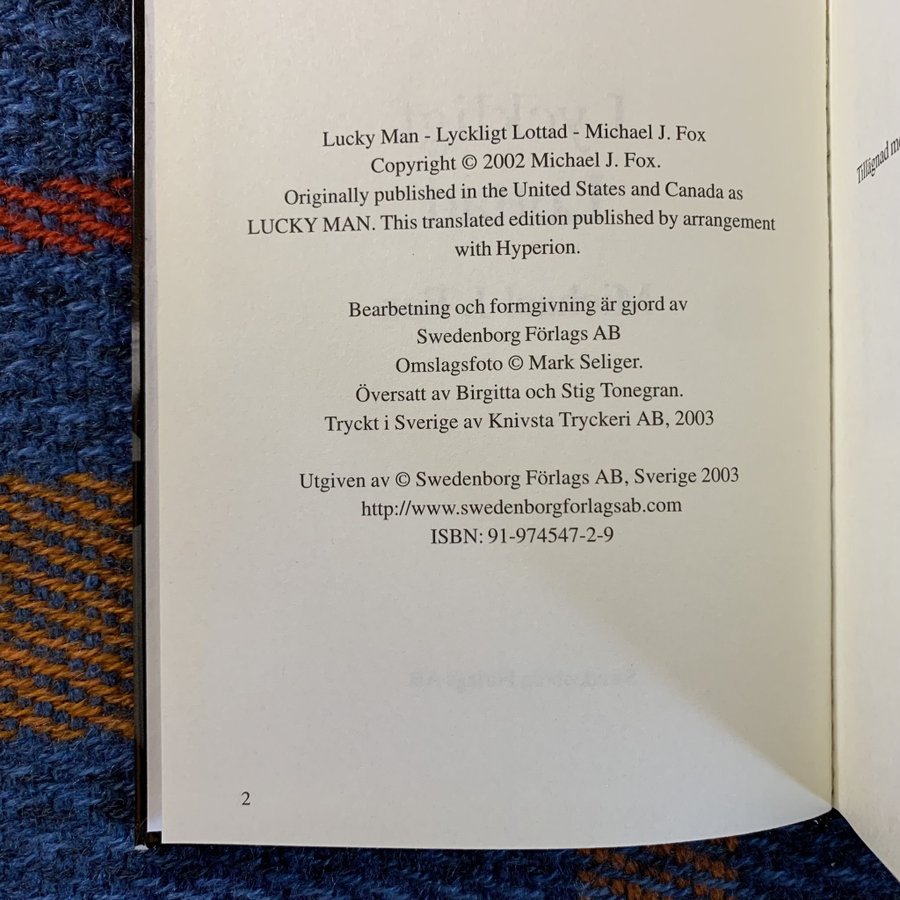 Lucky Man - Lyckligt Lottad - Michael J. Fox
Copyright © 2002 Michael J. Fox.
Originally published in the United States and Canada as
LUCKY MAN. This translated edition published by arrangement
with Hyperion.
Bearbetning och formgivning är gjord av
Swedenborg Förlags AB
Omslagsfoto © Mark Seliger.
Översatt av Birgitta och Stig Tonegran.
Tryckt i Sverige av Knivsta Tryckeri AB, 2003
Utgiven av © Swedenborg Förlags AB, Sverige 2003
http://www.swedenborgforlagsab.com
ISBN: 91-974547-2-9
2
Tillägnad